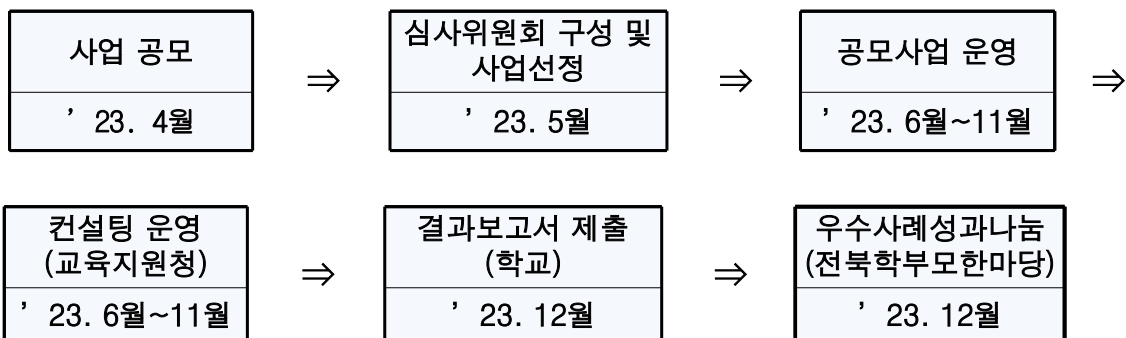 사업 공모
’ 23. 4월
⇒
심사위원회 구성 및
사업선정
’ 23. 5월
⇒
공모사업 운영
’ 23. 6월~11월
⇒
컨설팅 운영
(교육지원청)
’ 23. 6월~11월
⇒
결과보고서 제출
(학교)
’ 23. 12월
⇒
우수사례성과나눔
(전북학부모한마당)
’ 23. 12월